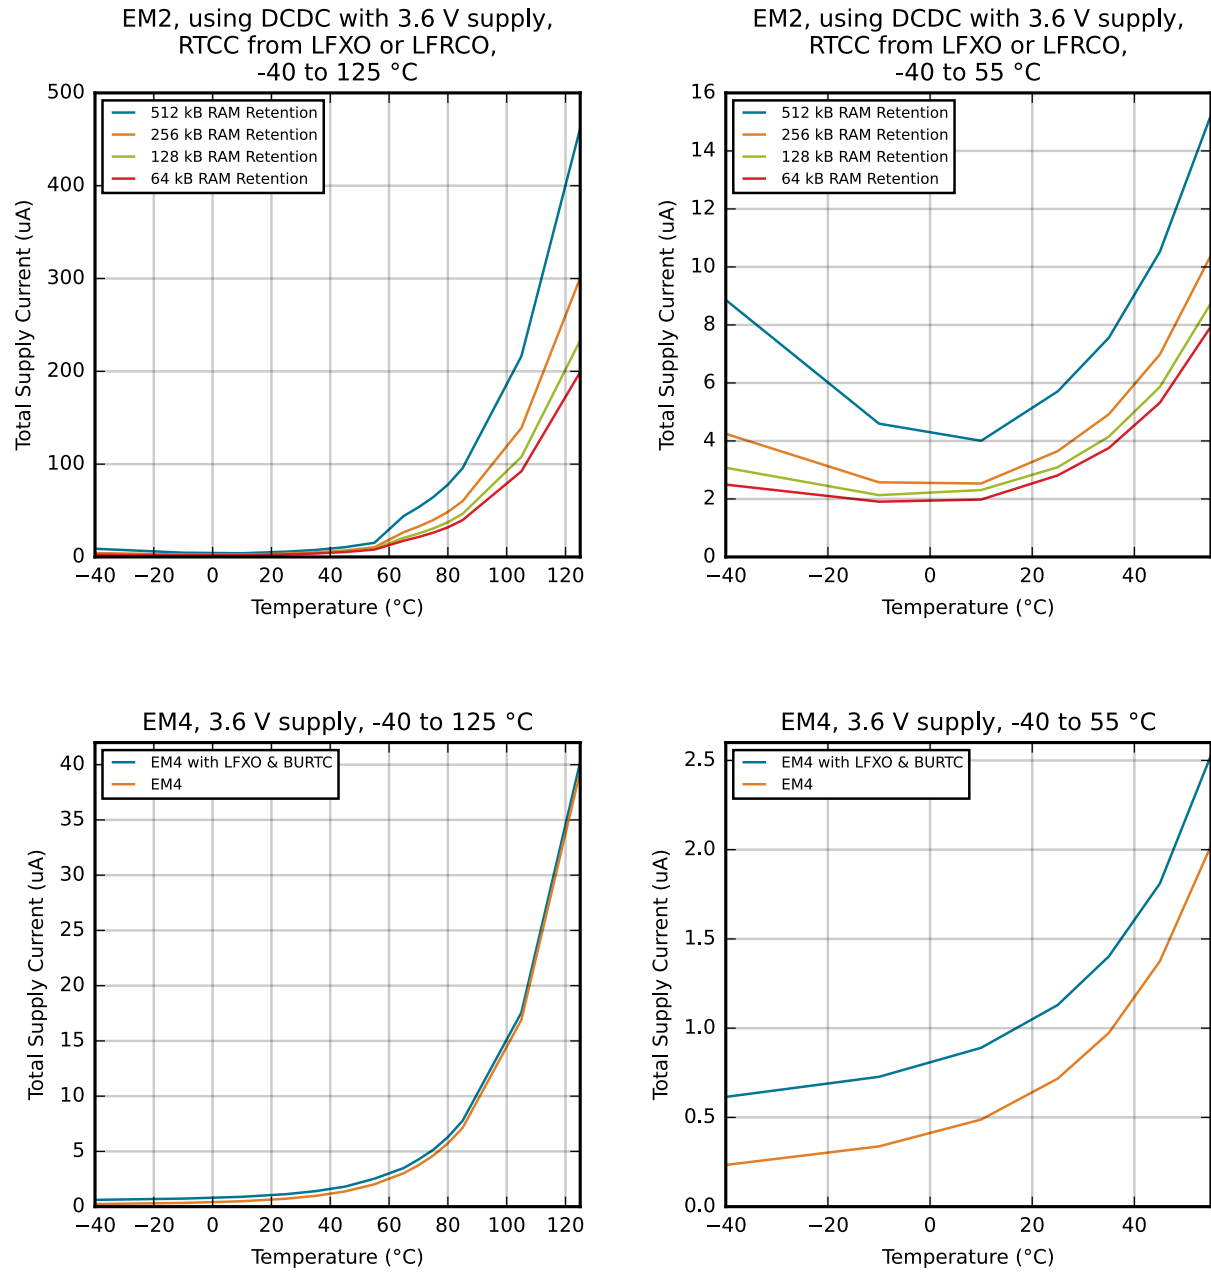 EM2, using DCDC with 3.6 V supply,
RTCC from LFXO or LFRCO,
-40 to 125 °C
500
400
300
200
100
0
Total Supply Current (uA)
512 kB RAM Retention
256 kB RAM Retention
128 kB RAM Retention
64 kB RAM Retention
−40 −20 0 20 40 60 80 100 120
Temperature (°C)
EM2, using DCDC with 3.6 V supply,
RTCC from LFXO or LFRCO,
-40 to 55 °C
16
14
12
10
8
6
4
2
0
Total Supply Current (uA)
512 kB RAM Retention
256 kB RAM Retention
128 kB RAM Retention
64 kB RAM Retention
−40 −20 0 20 40
Temperature (°C)
EM4, 3.6 V supply, -40 to 125 °C
40
35
30
25
20
15
10
5
0
Total Supply Current (uA)
EM4 with LFXO & BURTC
EM4
−40 −20 0 20 40 60 80 100 120
Temperature (°C)
EM4, 3.6 V supply, -40 to 55 °C
2.5
2.0
1.5
1.0
0.5
0.0
Total Supply Current (uA)
EM4 with LFXO & BURTC
EM4
−40 −20 0 20 40
Temperature (°C)